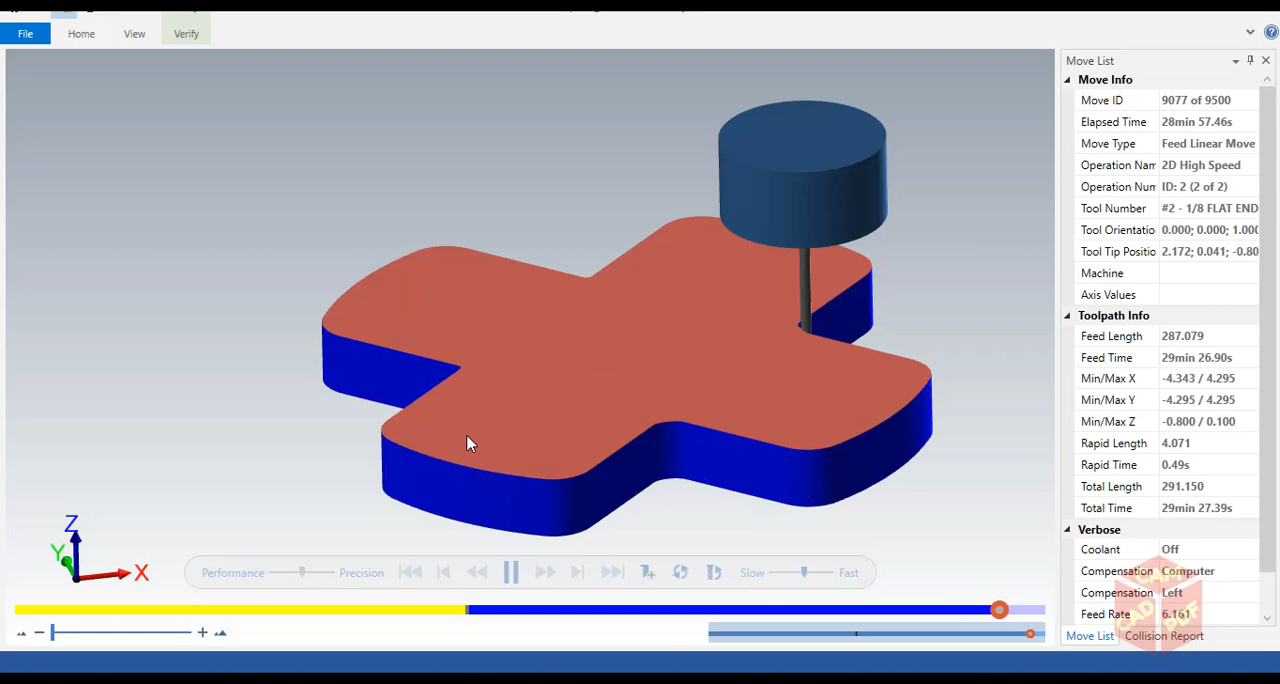 File Home View Verify
Move List
Move Info
Move ID 9077 of 9500
Elapsed Time 28min 57.46s
Move Type Feed Linear Move
Operation Nam 2D High Speed
Operation Num ID: 2 (2 of 2)
Tool Number #2 - 1/8 FLAT END
Tool Orientatio 0.000; 0.000; 1.000
Tool Tip Positio 2.172; 0.041; -0.80
Machine
Axis Values
Toolpath Info
Feed Length 287.079
Feed Time 29min 26.90s
Min/Max X -4.343 / 4.295
Min/Max Y -4.295 / 4.295
Min/Max Z -0.800 / 0.100
Rapid Length 4.071
Rapid Time 0.49s
Total Length 291.150
Total Time 29min 27.39s
Verbose
Coolant Off
Compensation Computer
Compensation Left
Feed Rate 6.161
Move List Collision Report
Z
Y
X
Performance Precision Slow Fast
CAM
CAD PDF